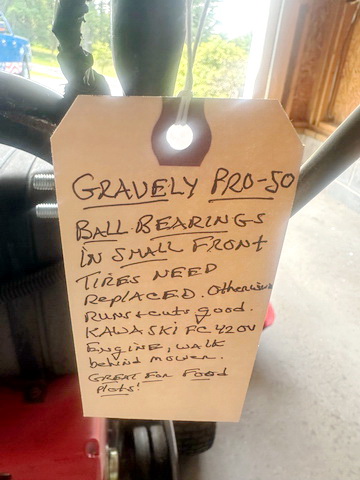 GRAVELY PRO-50
BALL-BEARINGS
IN SMALL FRONT
TIRES NEED
REPLACED. Otherwise
RUNS + cuts good.
KAWASKI FC 420V
ENGINE, WALK
behind mower.
GREAT FOR FOOD
Plots!